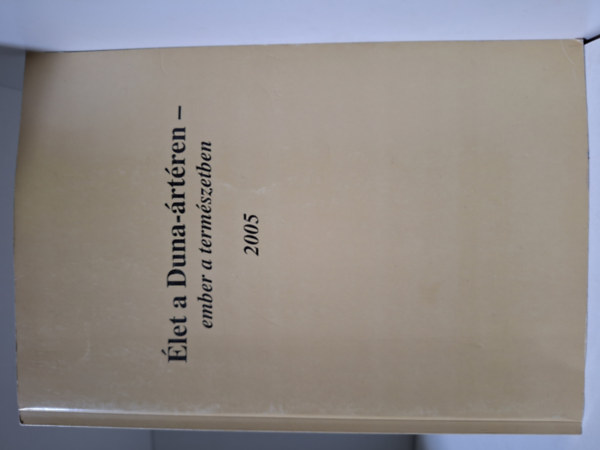 Élet a Duna-ártéren –
ember a természetben
2005